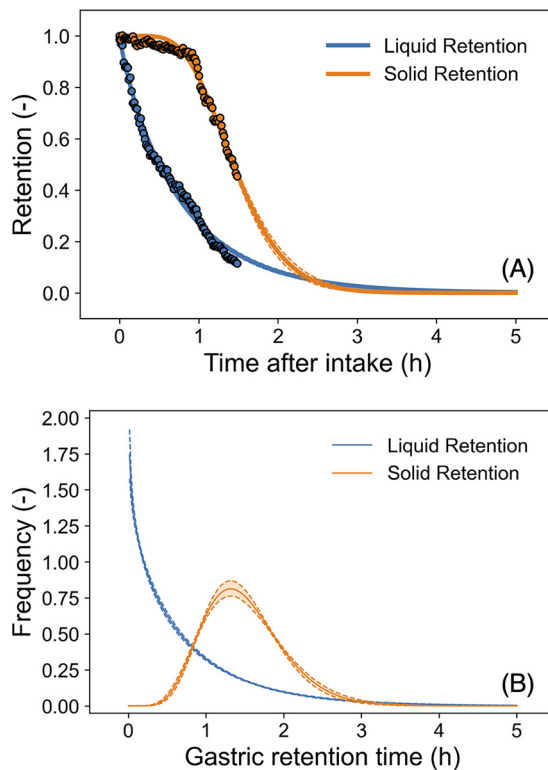 1.0
0.8
0.6
0.4
0.2
0.0
Retention (-)
Liquid Retention
Solid Retention
(A)
0 1 2 3 4 5
Time after intake (h)
2.00
1.75
1.50
1.25
1.00
0.75
0.50
0.25
0.00
Frequency (-)
Liquid Retention
Solid Retention
(B)
0 1 2 3 4 5
Gastric retention time (h)